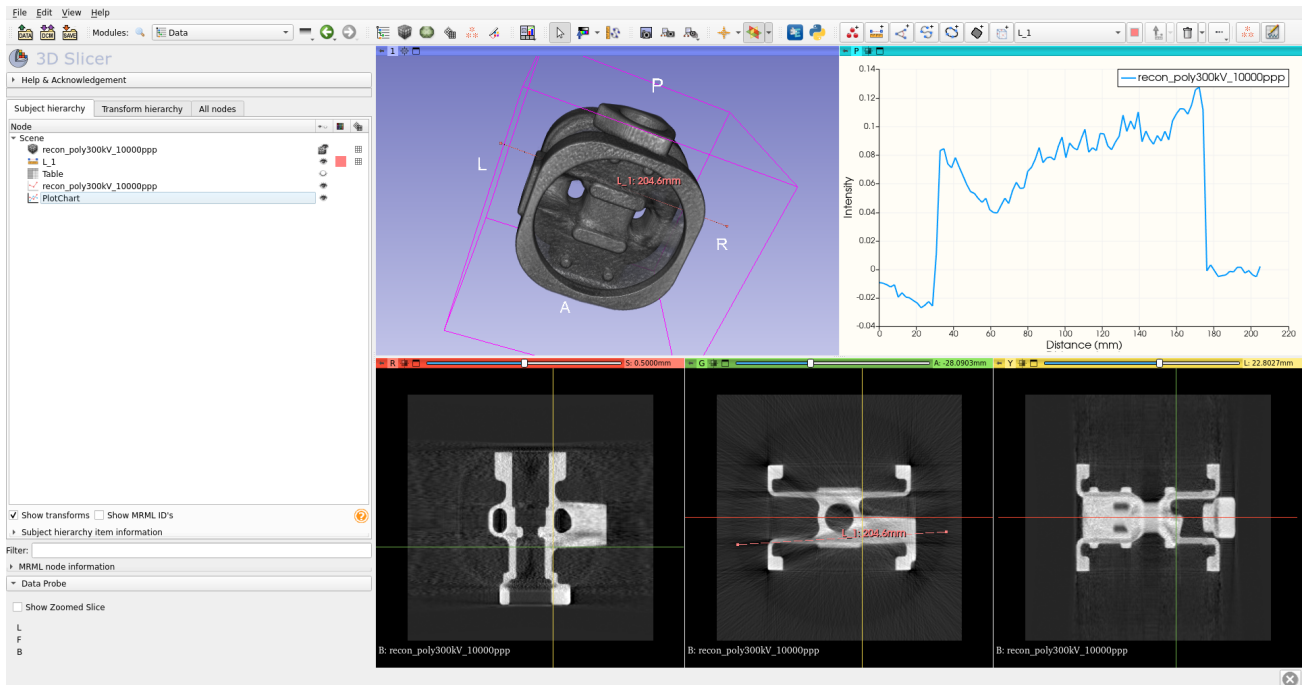 File Edit View Help
DATA DCM SAVE Modules: Data L_1
3D Slicer
Help & Acknowledgement
Subject hierarchy Transform hierarchy All nodes
Node
Scene
recon_poly300kV_10000ppp
L_1
Table
recon_poly300kV_10000ppp
PlotChart
Show transforms Show MRML ID's
Subject hierarchy item information
Filter:
MRML node information
Data Probe
Show Zoomed Slice
L
F
B
1
P
L
L_1: 204.6mm
R
A
P
recon_poly300kV_10000ppp
Intensity
0.14
0.12
0.1
0.08
0.06
0.04
0.02
0
-0.02
-0.04
0 20 40 60 80 100 120 140 160 180 200 220
Distance (mm)
R S: 0.5000mm
B: recon_poly300kV_10000ppp
G A: -28.0903mm
L_1: 204.6mm
B: recon_poly300kV_10000ppp
Y L: 22.8027mm
B: recon_poly300kV_10000ppp